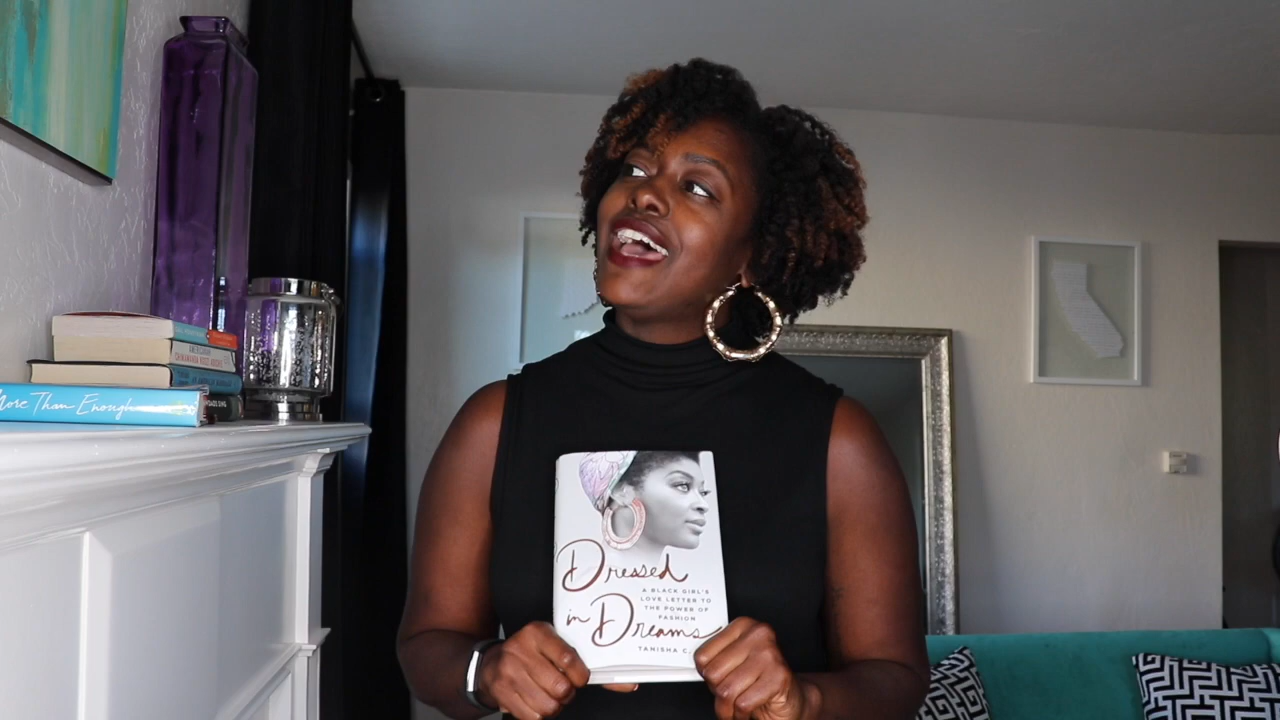 More Than Enough
Dressed
A BLACK GIRL'S
LOVE LETTER TO
THE POWER OF
FASHION
in Dreams
TANISHA C.